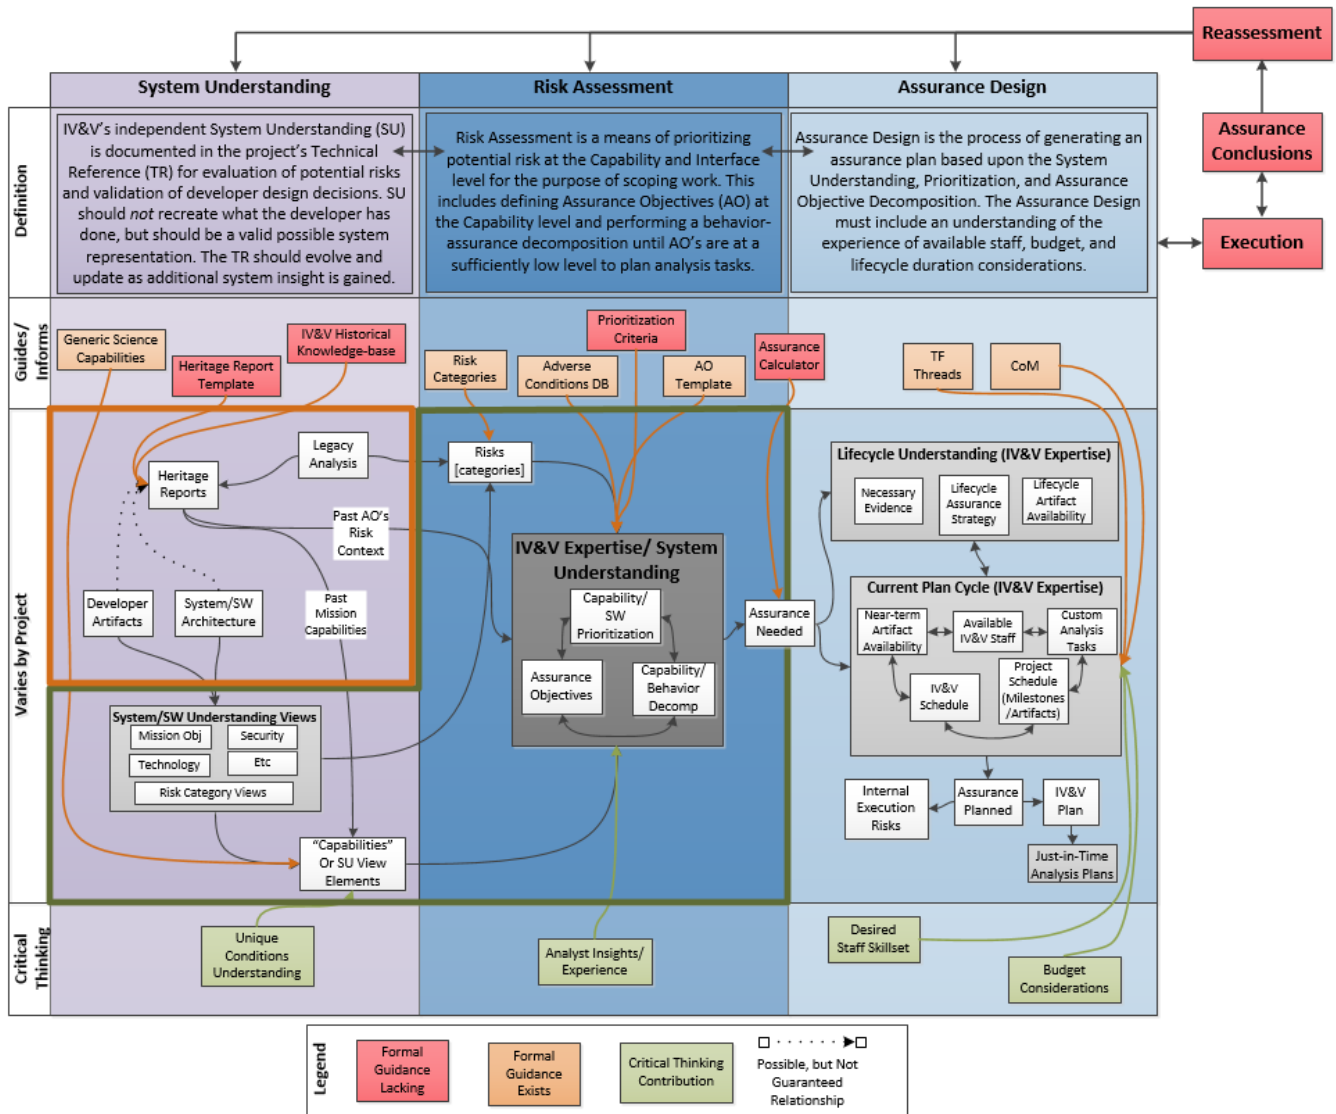 Reassessment
System Understanding
Risk Assessment
Assurance Design
Assurance
Conclusions
Execution
Definition
IV&V's independent System Understanding (SU)
is documented in the project's Technical
Reference (TR) for evaluation of potential risks
and validation of developer design decisions. SU
should not recreate what the developer has
done, but should be a valid possible system
representation. The TR should evolve and
update as additional system insight is gained.
Risk Assessment is a means of prioritizing
potential risk at the Capability and Interface
level for the purpose of scoping work. This
includes defining Assurance Objectives (AO) at
the Capability level and performing a behavior-
assurance decomposition until AO's are at a
sufficiently low level to plan analysis tasks.
Assurance Design is the process of generating an
assurance plan based upon the System
Understanding, Prioritization, and Assurance
Objective Decomposition. The Assurance Design
must include an understanding of the
experience of available staff, budget, and
lifecycle duration considerations.
Guides/
Informs
Generic Science
Capabilities
Heritage Report
Template
IV&V Historical
Knowledge-base
Risk
Categories
Adverse
Conditions DB
Prioritization
Criteria
AO
Template
Assurance
Calculator
TF
Threads
CoM
Varies by Project
Heritage
Reports
Legacy
Analysis
Past AO's
Risk
Context
Developer
Artifacts
System/SW
Architecture
Past
Mission
Capabilities
System/SW Understanding Views
Mission Obj
Security
Technology
Etc
Risk Category Views
"Capabilities"
Or SU View
Elements
Risks
[categories]
IV&V Expertise/ System
Understanding
Capability/
SW
Prioritization
Assurance
Objectives
Capability/
Behavior
Decomp
Assurance
Needed
Lifecycle Understanding (IV&V Expertise)
Necessary
Evidence
Lifecycle
Assurance
Strategy
Lifecycle
Artifact
Availability
Current Plan Cycle (IV&V Expertise)
Near-term
Artifact
Availability
Available
IV&V Staff
Custom
Analysis
Tasks
IV&V
Schedule
Project
Schedule
(Milestones
/Artifacts)
Internal
Execution
Risks
Assurance
Planned
IV&V
Plan
Just-in-Time
Analysis Plans
Critical
Thinking
Unique
Conditions
Understanding
Analyst Insights/
Experience
Desired
Staff Skillset
Budget
Considerations
Legend
Formal
Guidance
Lacking
Formal
Guidance
Exists
Critical Thinking
Contribution
Possible, but Not
Guaranteed
Relationship